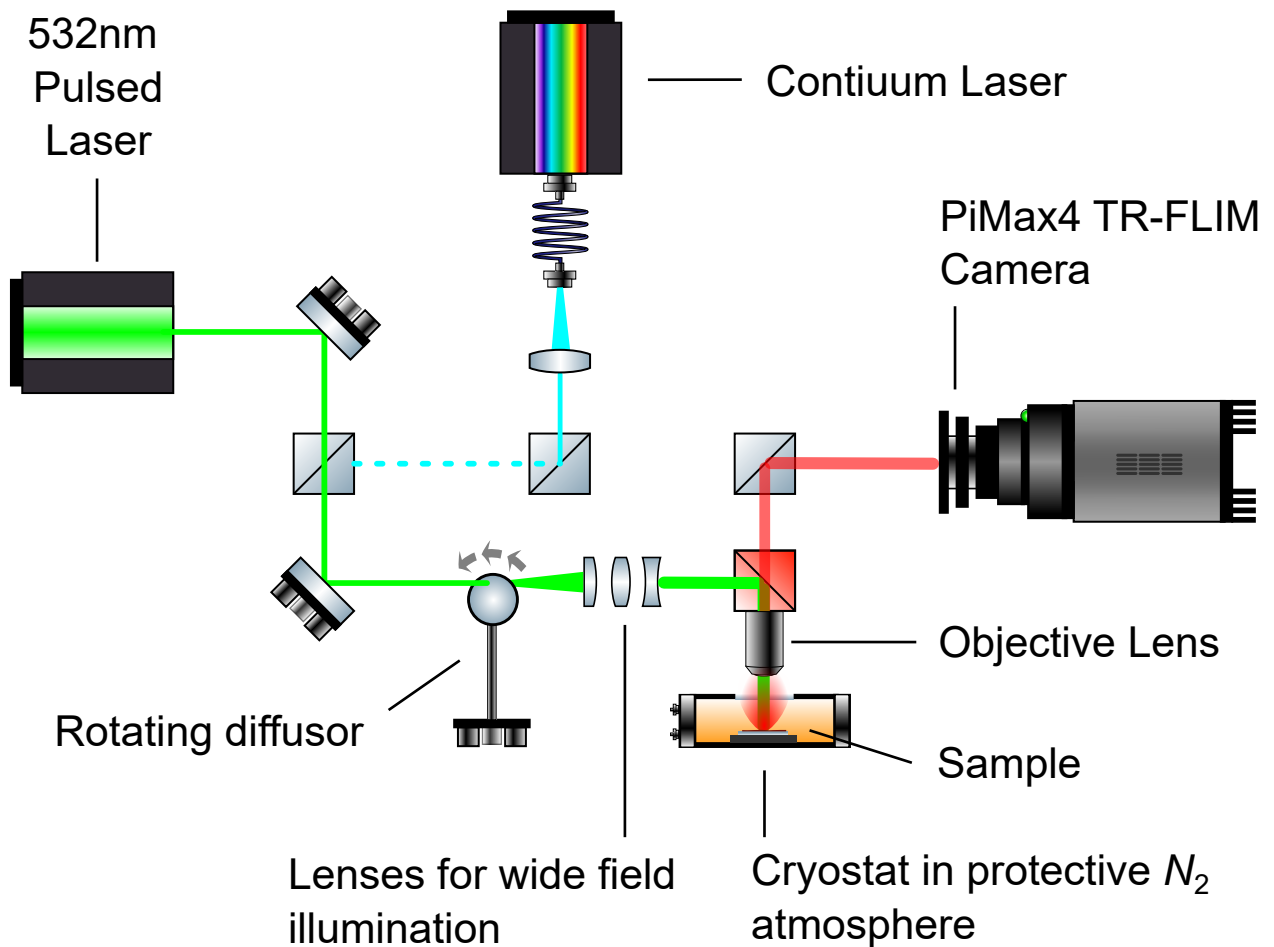 532nm
Pulsed
Laser
Contiuum Laser
PiMax4 TR-FLIM
Camera
Objective Lens
Rotating diffusor
Sample
Lenses for wide field
illumination
Cryostat in protective N₂
atmosphere